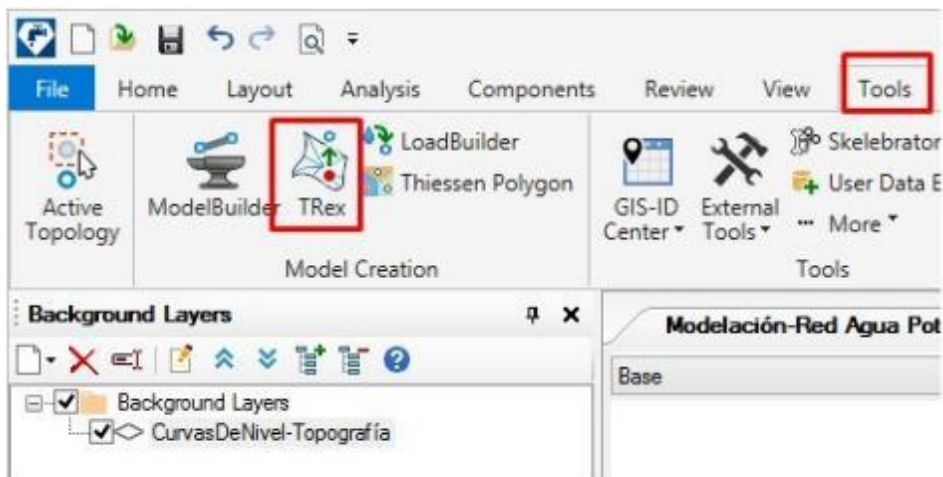 File Home Layout Analysis Components Review View Tools
LoadBuilder
Thiessen Polygon
Active
Topology
ModelBuilder
TRex
Model Creation
GIS-ID
Center
External
Tools
Skelebrator
User Data E
More
Tools
Background Layers
Background Layers
CurvasDeNivel-Topografía
Modelación-Red Agua Pot
Base